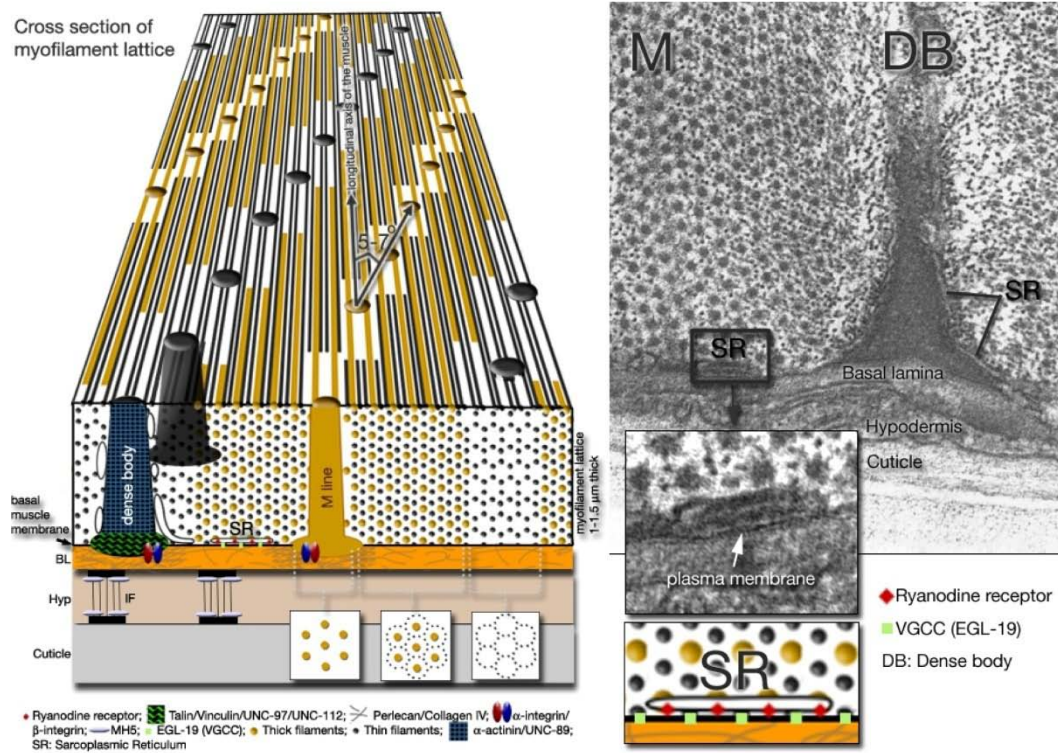 Cross section of
myofilament lattice
longitudinal axis of the muscle
5-7°
dense body
M line
SR
myofilament lattice
1-1.5 μm thick
basal
muscle
membrane
BL
Hyp
IF
Cuticle
Ryanodine receptor; Talin/Vinculin/UNC-97/UNC-112; Perlecan/Collagen IV; α-integrin/
β-integrin; MH5; EGL-19 (VGCC) Thick filaments; Thin filaments; α-actinin/UNC-89;
SR: Sarcoplasmic Reticulum
M
DB
SR
SR
Basal lamina
Hypodermis
Cuticle
plasma membrane
SR
Ryanodine receptor
VGCC (EGL-19)
DB: Dense body